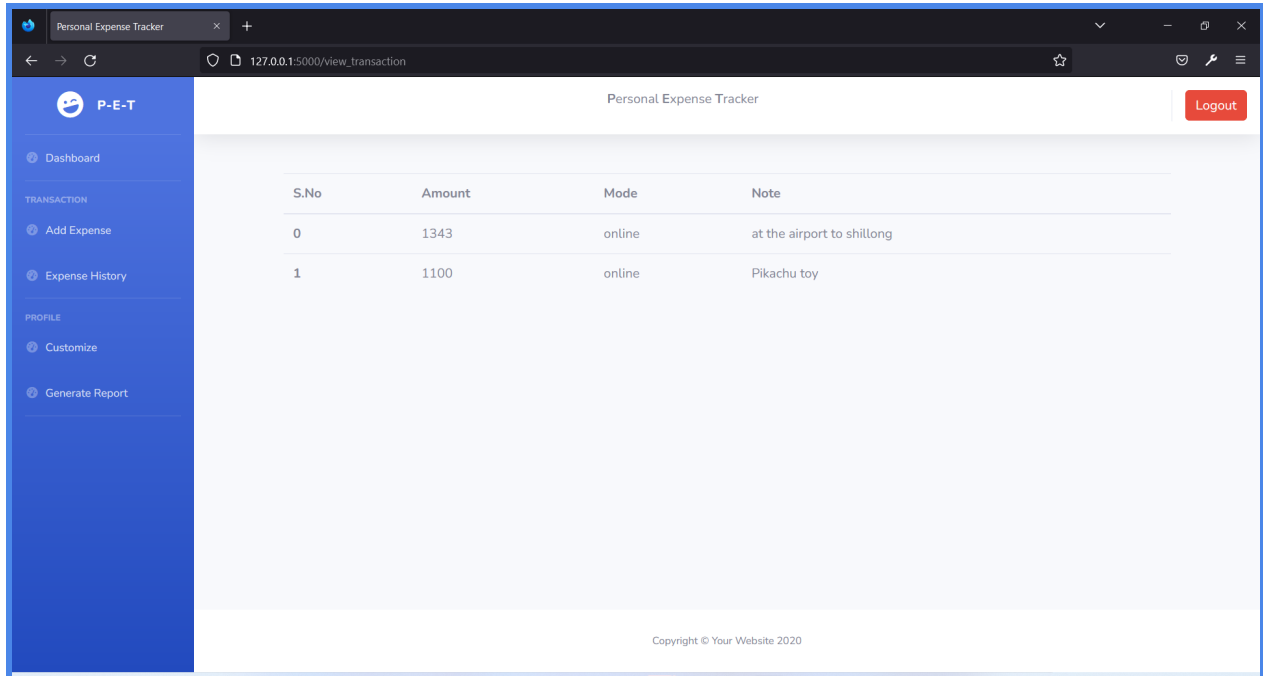 Personal Expense Tracker
127.0.0.1:5000/view_transaction
P-E-T
Personal Expense Tracker
Logout
Dashboard
TRANSACTION
Add Expense
Expense History
PROFILE
Customize
Generate Report
S.No Amount Mode Note
0 1343 online at the airport to shillong
1 1100 online Pikachu toy
Copyright © Your Website 2020